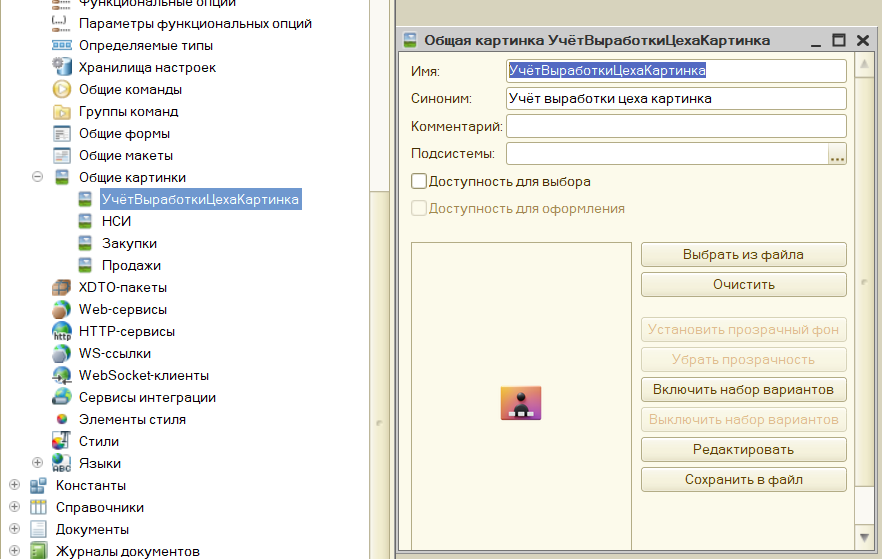 Функциональные опции
Параметры функциональных опций
Определяемые типы
Хранилища настроек
Общие команды
Группы команд
Общие формы
Общие макеты
Общие картинки
УчётВыработкиЦехаКартинка
НСИ
Закупки
Продажи
XDTO-пакеты
Web-сервисы
HTTP-сервисы
WS-ссылки
WebSocket-клиенты
Сервисы интеграции
Элементы стиля
Стили
Языки
Константы
Справочники
Документы
Журналы документов
Общая картинка УчётВыработкиЦехаКартинка
Имя: УчётВыработкиЦехаКартинка
Синоним: Учёт выработки цеха картинка
Комментарий:
Подсистемы: ...
Доступность для выбора
Доступность для оформления
Выбрать из файла
Очистить
Установить прозрачный фон
Убрать прозрачность
Включить набор вариантов
Выключить набор вариантов
Редактировать
Сохранить в файл